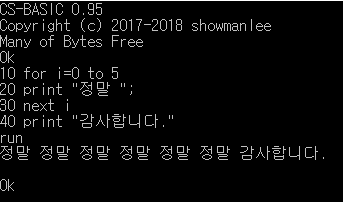 CS-BASIC 0.95
Copyright (c) 2017-2018 showmanlee
Many of Bytes Free
Ok
10 for i=0 to 5
20 print "정말 ";
30 next i
40 print "감사합니다."
run
정말 정말 정말 정말 정말 정말 감사합니다.
Ok